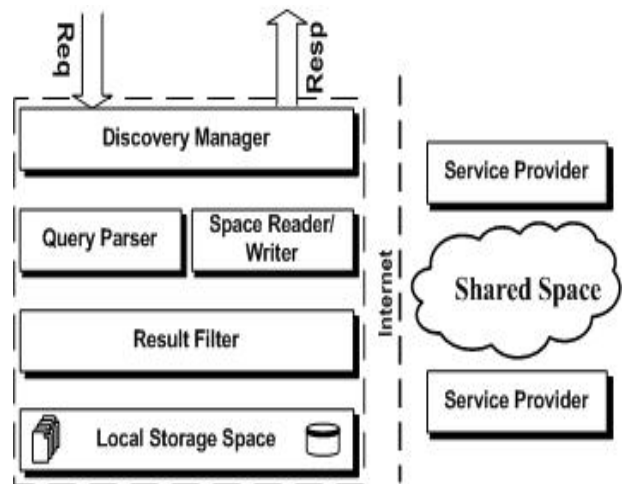 Req
Resp
Discovery Manager
Query Parser
Space Reader/
Writer
Result Filter
Local Storage Space
Internet
Service Provider
Shared Space
Service Provider